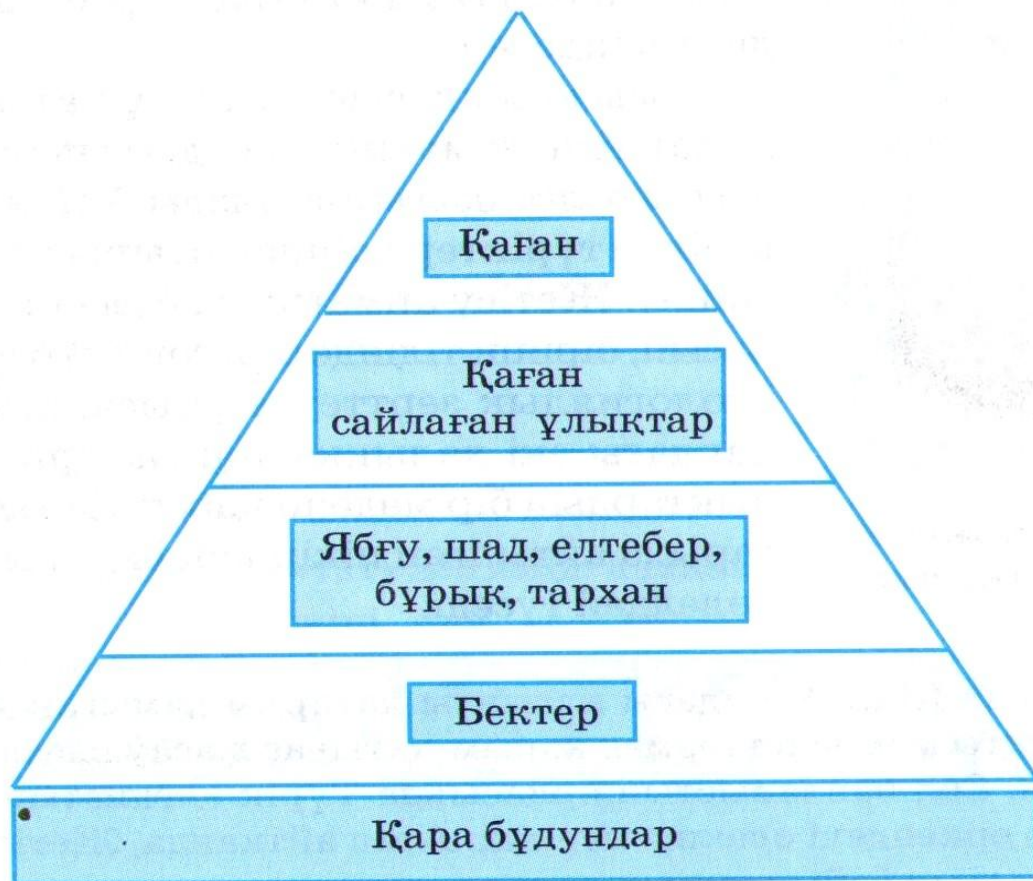 Қаған
Қаған
сайлаған ұлықтар
Ябғу, шад, елтебер,
бұрық, тархан
Бектер
Қара бұдундар